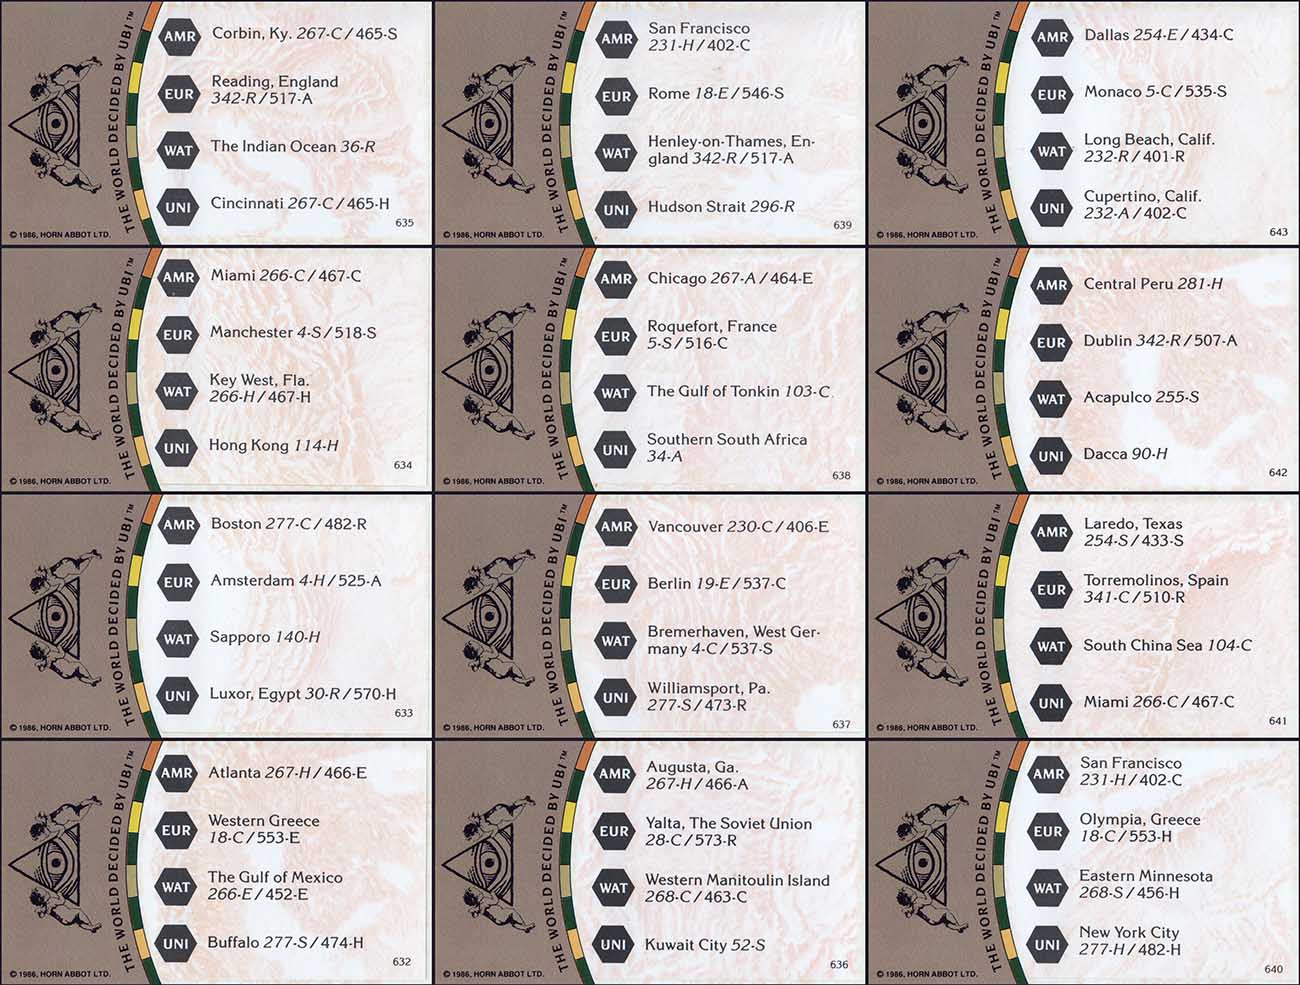 THE WORLD DECIDED BY UBI™
© 1986, HORN ABBOT LTD.
AMR Corbin, Ky. 267-C / 465-S
EUR Reading, England
342-R / 517-A
WAT The Indian Ocean 36-R
UNI Cincinnati 267-C / 465-H
635
THE WORLD DECIDED BY UBI™
© 1986, HORN ABBOT LTD.
AMR San Francisco
231-H / 402-C
EUR Rome 18-E / 546-S
WAT Henley-on-Thames, En-
gland 342-R / 517-A
UNI Hudson Strait 296-R
639
THE WORLD DECIDED BY UBI™
© 1986, HORN ABBOT LTD.
AMR Dallas 254-E / 434-C
EUR Monaco 5-C / 535-S
WAT Long Beach, Calif.
232-R / 401-R
UNI Cupertino, Calif.
232-A / 402-C
643
THE WORLD DECIDED BY UBI™
© 1986, HORN ABBOT LTD.
AMR Miami 266-C / 467-C
EUR Manchester 4-S / 518-S
WAT Key West, Fla.
266-H / 467-H
UNI Hong Kong 114-H
634
THE WORLD DECIDED BY UBI™
© 1986, HORN ABBOT LTD.
AMR Chicago 267-A / 464-E
EUR Roquefort, France
5-S / 516-C
WAT The Gulf of Tonkin 103-C
UNI Southern South Africa
34-A
638
THE WORLD DECIDED BY UBI™
© 1986, HORN ABBOT LTD.
AMR Central Peru 281-H
EUR Dublin 342-R / 507-A
WAT Acapulco 255-S
UNI Dacca 90-H
642
THE WORLD DECIDED BY UBI™
© 1986, HORN ABBOT LTD.
AMR Boston 277-C / 482-R
EUR Amsterdam 4-H / 525-A
WAT Sapporo 140-H
UNI Luxor, Egypt 30-R / 570-H
633
THE WORLD DECIDED BY UBI™
© 1986, HORN ABBOT LTD.
AMR Vancouver 230-C / 406-E
EUR Berlin 19-E / 537-C
WAT Bremerhaven, West Ger-
many 4-C / 537-S
UNI Williamsport, Pa.
277-S / 473-R
637
THE WORLD DECIDED BY UBI™
© 1986, HORN ABBOT LTD.
AMR Laredo, Texas
254-S / 433-S
EUR Torremolinos, Spain
341-C / 510-R
WAT South China Sea 104-C
UNI Miami 266-C / 467-C
641
THE WORLD DECIDED BY UBI™
© 1986, HORN ABBOT LTD.
AMR Atlanta 267-H / 466-E
EUR Western Greece
18-C / 553-E
WAT The Gulf of Mexico
266-E / 452-E
UNI Buffalo 277-S / 474-H
632
THE WORLD DECIDED BY UBI™
© 1986, HORN ABBOT LTD.
AMR Augusta, Ga.
267-H / 466-A
EUR Yalta, The Soviet Union
28-C / 573-R
WAT Western Manitoulin Island
268-C / 463-C
UNI Kuwait City 52-S
636
THE WORLD DECIDED BY UBI™
© 1986, HORN ABBOT LTD.
AMR San Francisco
231-H / 402-C
EUR Olympia, Greece
18-C / 553-H
WAT Eastern Minnesota
268-S / 456-H
UNI New York City
277-H / 482-H
640